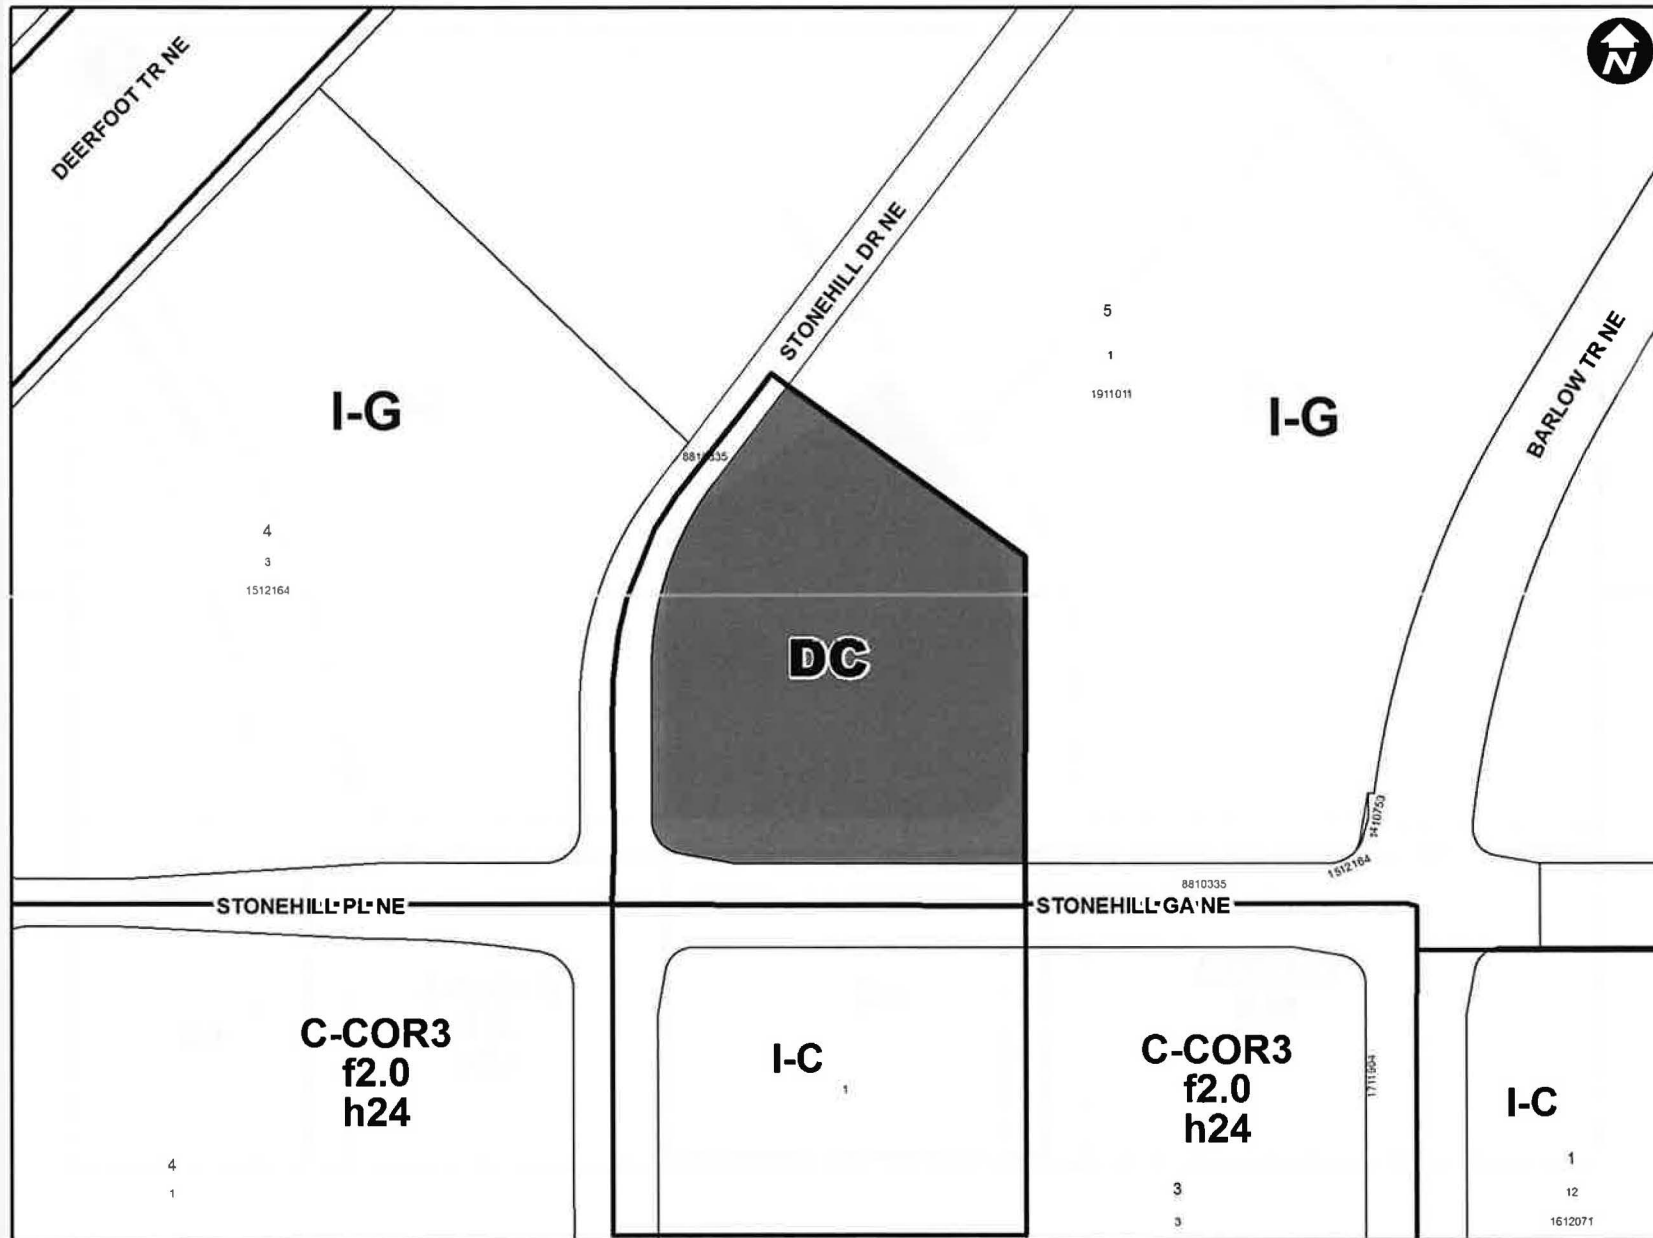 DEERFOOT TR NE
N
STONEHILL DR NE
BARLOW TR NE
5
1
1911011
I-G
I-G
4
3
1512164
DC
1410753
1512164
8810335
STONEHILL PL NE
STONEHILL GA NE
C-COR3
f2.0
h24
4
1
I-C
1
C-COR3
f2.0
h24
3
3
I-C
1
12
1612071